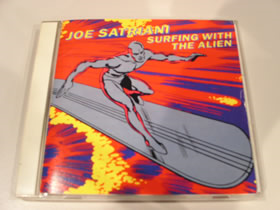 JOE SATRIANI
SURFING WITH
THE ALIEN